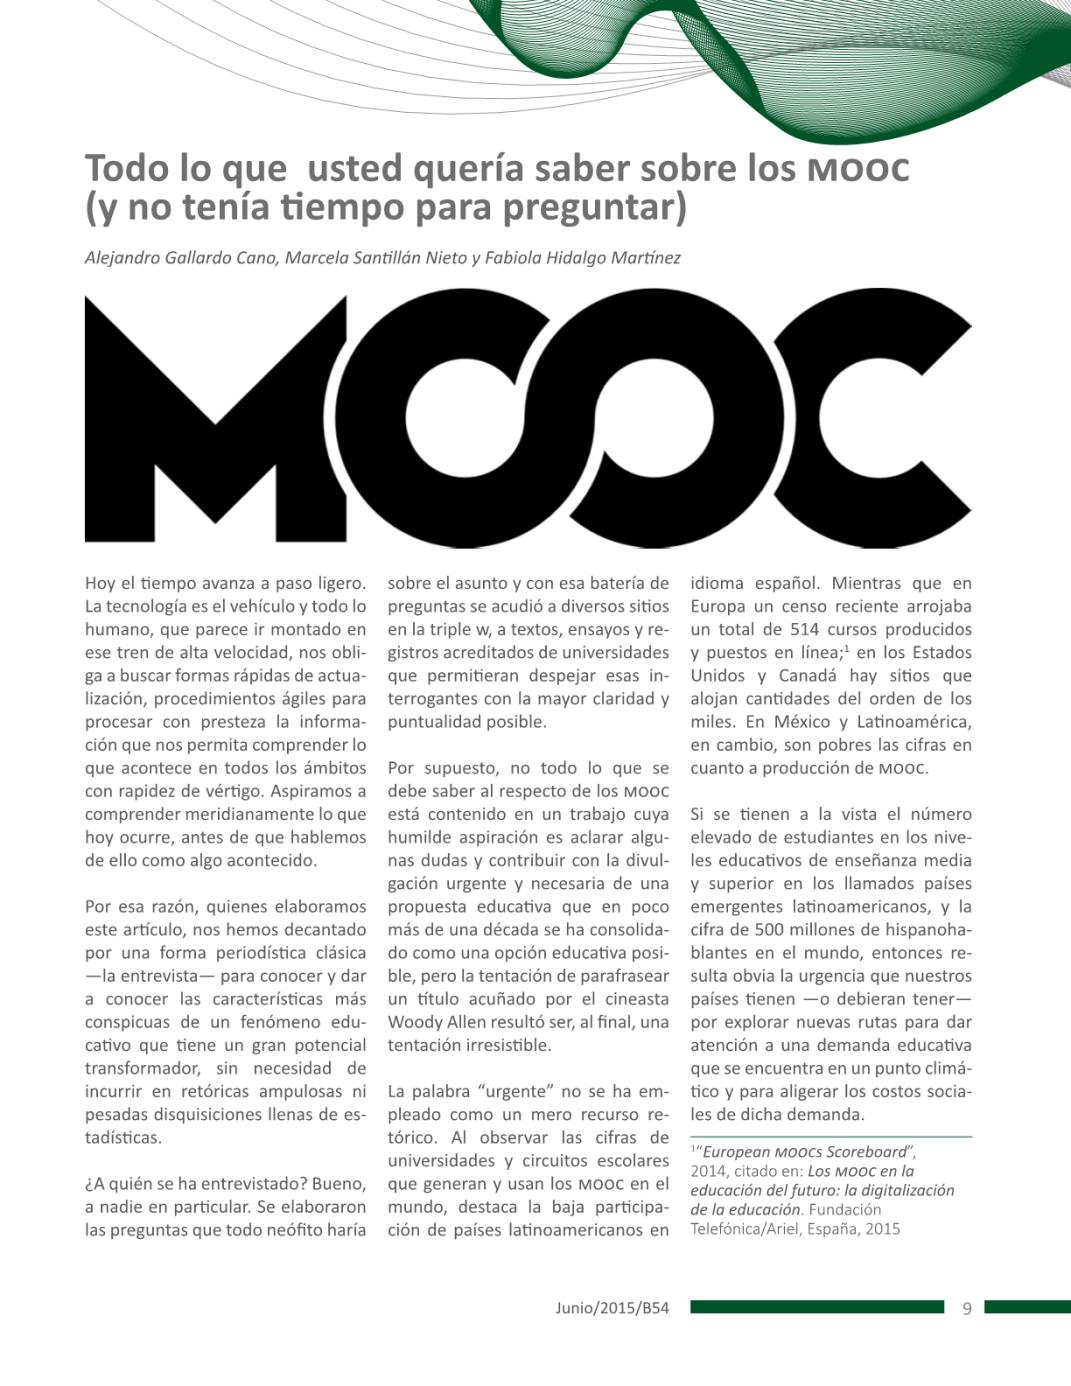 Todo lo que  usted quería saber sobre los MOOC
(y no tenía tiempo para preguntar)
Alejandro Gallardo Cano, Marcela Santillán Nieto y Fabiola Hidalgo Martínez
MOOC
Hoy el tiempo avanza a paso ligero.
La tecnología es el vehículo y todo lo
humano, que parece ir montado en
ese tren de alta velocidad, nos obli-
ga a buscar formas rápidas de actua-
lización, procedimientos ágiles para
procesar con presteza la informa-
ción que nos permita comprender lo
que acontece en todos los ámbitos
con rapidez de vértigo. Aspiramos a
comprender meridianamente lo que
hoy ocurre, antes de que hablemos
de ello como algo acontecido.
Por esa razón, quienes elaboramos
este artículo, nos hemos decantado
por una forma periodística clásica
—la entrevista— para conocer y dar
a conocer las características más
conspicuas de un fenómeno edu-
cativo que tiene un gran potencial
transformador, sin necesidad de
incurrir en retóricas ampulosas ni
pesadas disquisiciones llenas de es-
tadísticas.
¿A quién se ha entrevistado? Bueno,
a nadie en particular. Se elaboraron
las preguntas que todo neófito haría
sobre el asunto y con esa batería de
preguntas se acudió a diversos sitios
en la triple w, a textos, ensayos y re-
gistros acreditados de universidades
que permitieran despejar esas in-
terrogantes con la mayor claridad y
puntualidad posible.
Por supuesto, no todo lo que se
debe saber al respecto de los MOOC
está contenido en un trabajo cuya
humilde aspiración es aclarar algu-
nas dudas y contribuir con la divul-
gación urgente y necesaria de una
propuesta educativa que en poco
más de una década se ha consolida-
do como una opción educativa posi-
ble, pero la tentación de parafrasear
un título acuñado por el cineasta
Woody Allen resultó ser, al final, una
tentación irresistible.
La palabra “urgente” no se ha em-
pleado como un mero recurso re-
tórico. Al observar las cifras de
universidades y circuitos escolares
que generan y usan los MOOC en el
mundo, destaca la baja participa-
ción de países latinoamericanos en
idioma español. Mientras que en
Europa un censo reciente arrojaba
un total de 514 cursos producidos
y puestos en línea;¹ en los Estados
Unidos y Canadá hay sitios que
alojan cantidades del orden de los
miles. En México y Latinoamérica,
en cambio, son pobres las cifras en
cuanto a producción de MOOC.
Si se tienen a la vista el número
elevado de estudiantes en los nive-
les educativos de enseñanza media
y superior en los llamados países
emergentes latinoamericanos, y la
cifra de 500 millones de hispanoha-
blantes en el mundo, entonces re-
sulta obvia la urgencia que nuestros
países tienen —o debieran tener—
por explorar nuevas rutas para dar
atención a una demanda educativa
que se encuentra en un punto climá-
tico y para aligerar los costos socia-
les de dicha demanda.
¹“European MOOCs Scoreboard”,
2014, citado en: Los MOOC en la
educación del futuro: la digitalización
de la educación. Fundación
Telefónica/Ariel, España, 2015
Junio/2015/B54
9